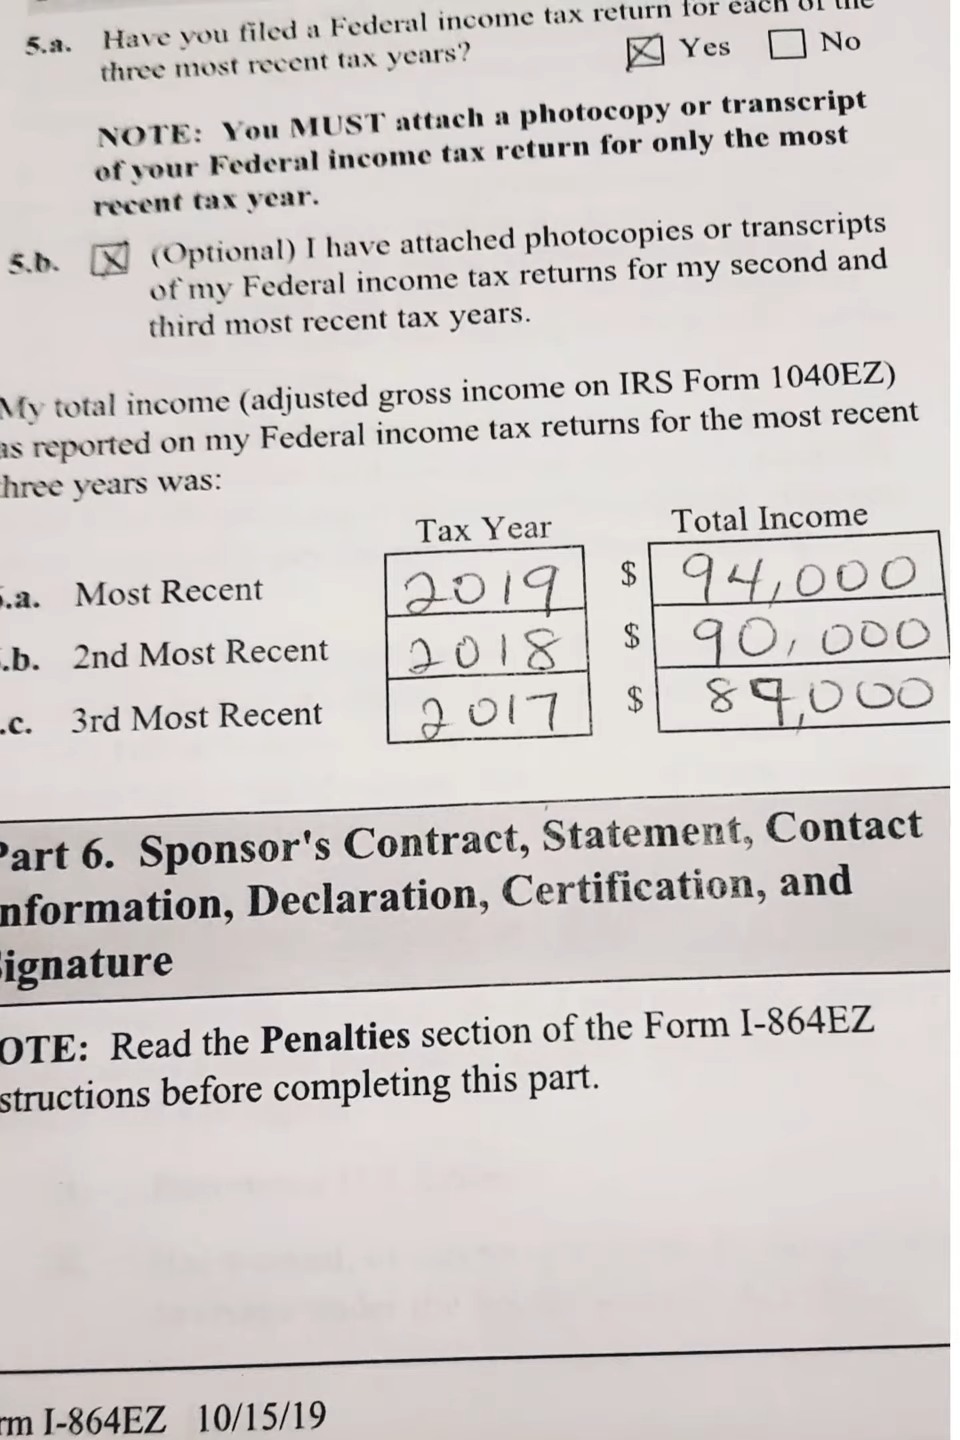 5.a. Have you filed a Federal income tax return for each of the
three most recent tax years? Yes No
NOTE: You MUST attach a photocopy or transcript
of your Federal income tax return for only the most
recent tax year.
5.b. (Optional) I have attached photocopies or transcripts
of my Federal income tax returns for my second and
third most recent tax years.
My total income (adjusted gross income on IRS Form 1040EZ)
as reported on my Federal income tax returns for the most recent
three years was:
Tax Year Total Income
.a. Most Recent 2019 $ 94,000
.b. 2nd Most Recent 2018 $ 90,000
.c. 3rd Most Recent 2017 $ 89,000
Part 6. Sponsor's Contract, Statement, Contact
nformation, Declaration, Certification, and
ignature
OTE: Read the Penalties section of the Form I-864EZ
structions before completing this part.
rm I-864EZ 10/15/19